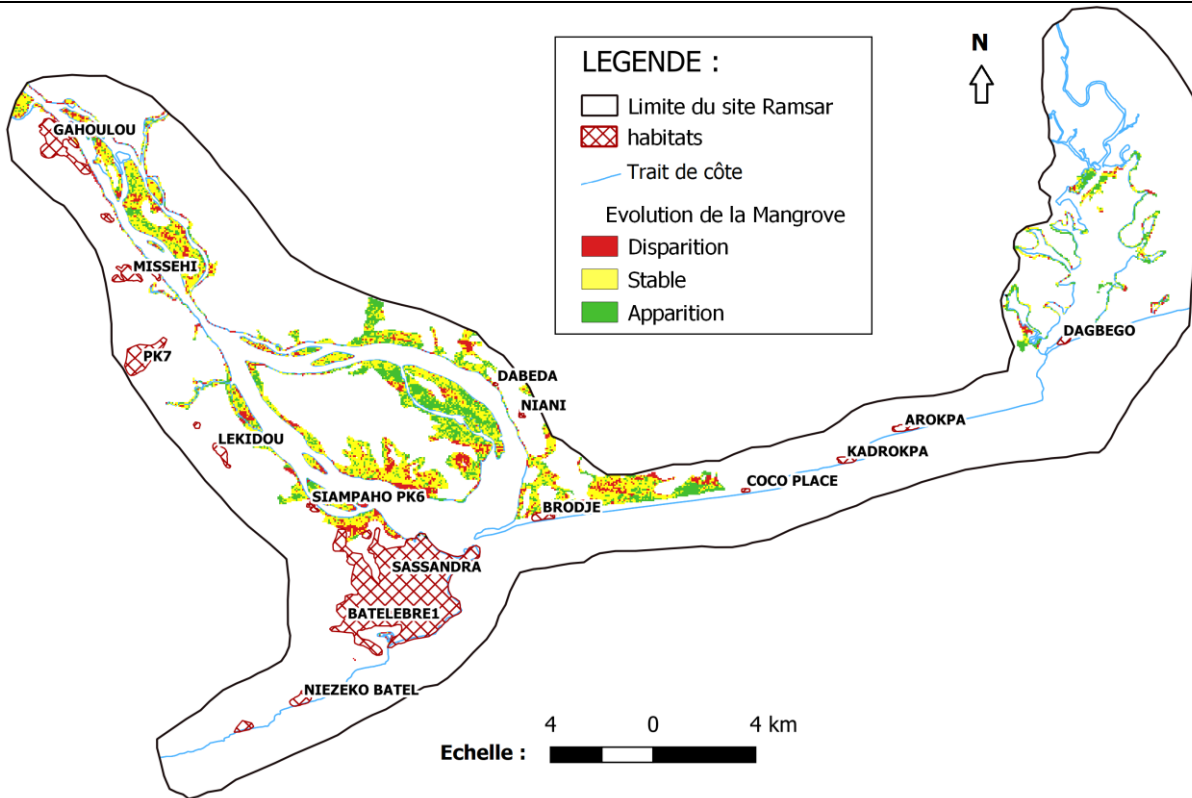 LEGENDE :
Limite du site Ramsar
habitats
Trait de côte
Evolution de la Mangrove
Disparition
Stable
Apparition
N
GAHOULOU
MISSEHI
PK7
LEKIDOU
DABEDA
NIANI
SIAMPAHO PK6
BRODJE
COCO PLACE
KADROKPA
AROKPA
DAGBEGO
SASSANDRA
BATELEBRE1
NIEZEKO BATEL
4 0 4 km
Echelle :